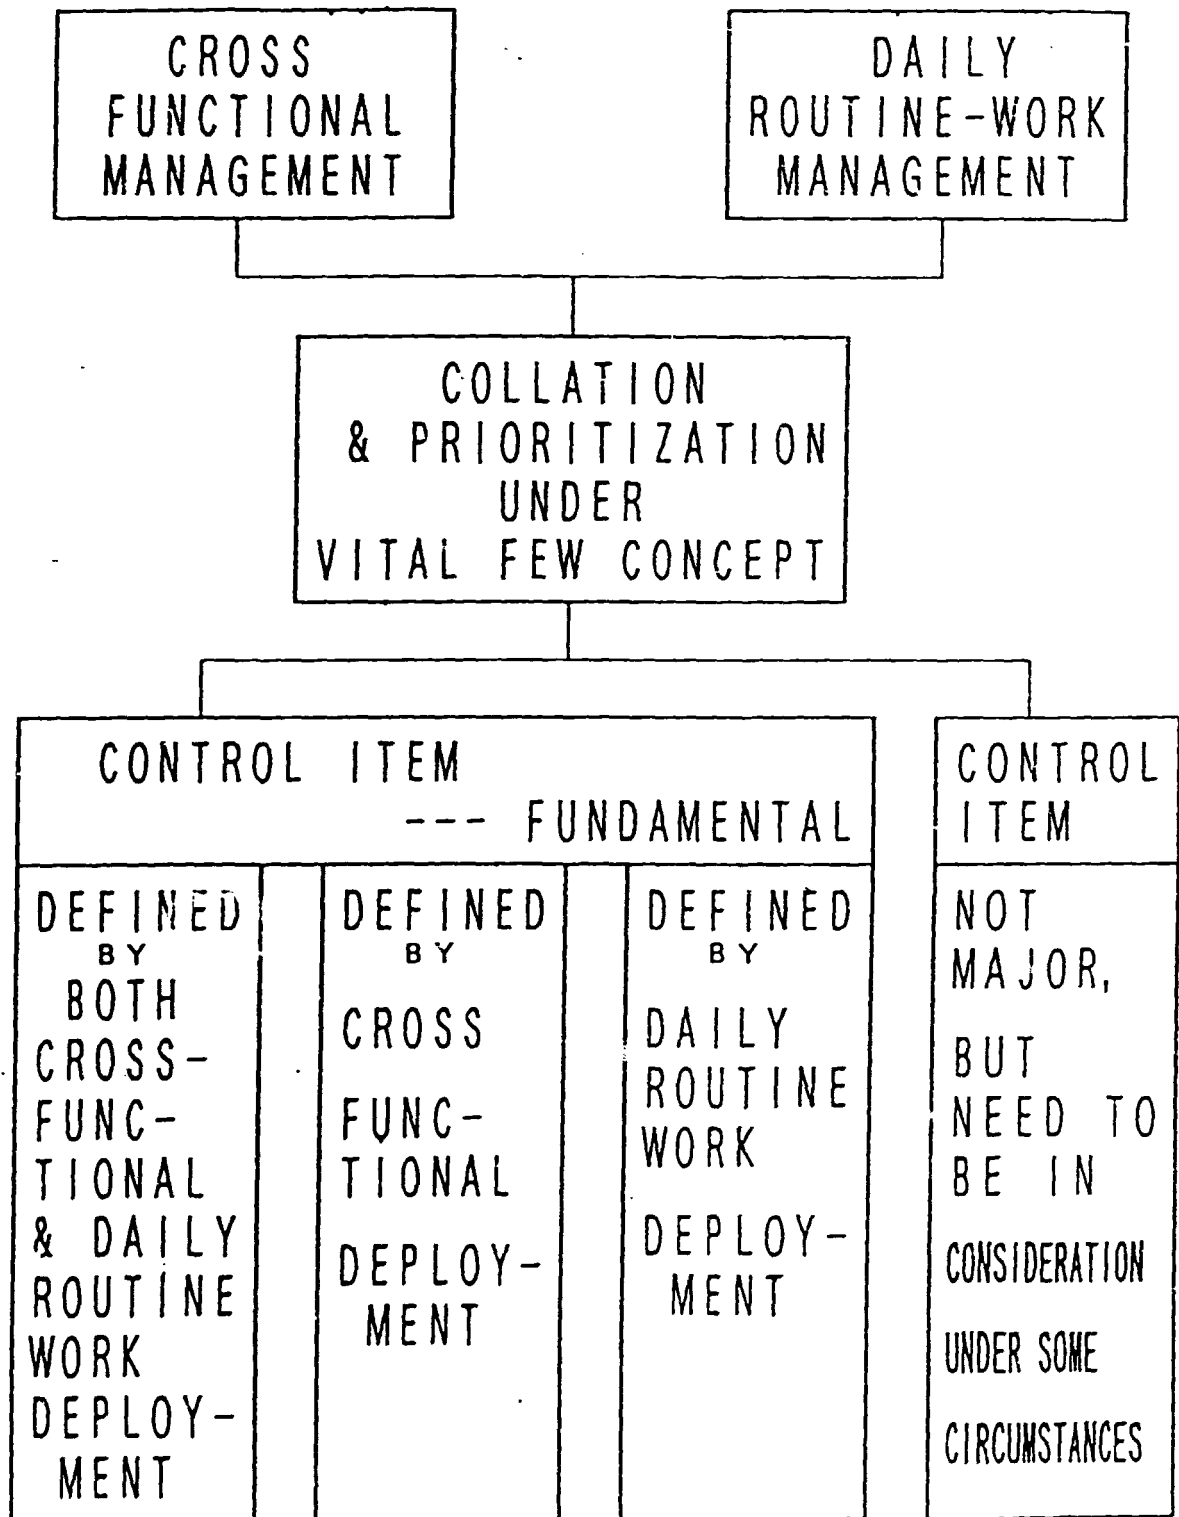 CROSS
FUNCTIONAL
MANAGEMENT
DAILY
ROUTINE-WORK
MANAGEMENT
COLLATION
& PRIORITIZATION
UNDER
VITAL FEW CONCEPT
CONTROL ITEM
--- FUNDAMENTAL
DEFINED
BY
BOTH
CROSS-
FUNC-
TIONAL
& DAILY
ROUTINE
WORK
DEPLOY-
MENT
DEFINED
BY
CROSS
FUNC-
TIONAL
DEPLOY-
MENT
DEFINED
BY
DAILY
ROUTINE
WORK
DEPLOY-
MENT
CONTROL
ITEM
NOT
MAJOR,
BUT
NEED TO
BE IN
CONSIDERATION
UNDER SOME
CIRCUMSTANCES